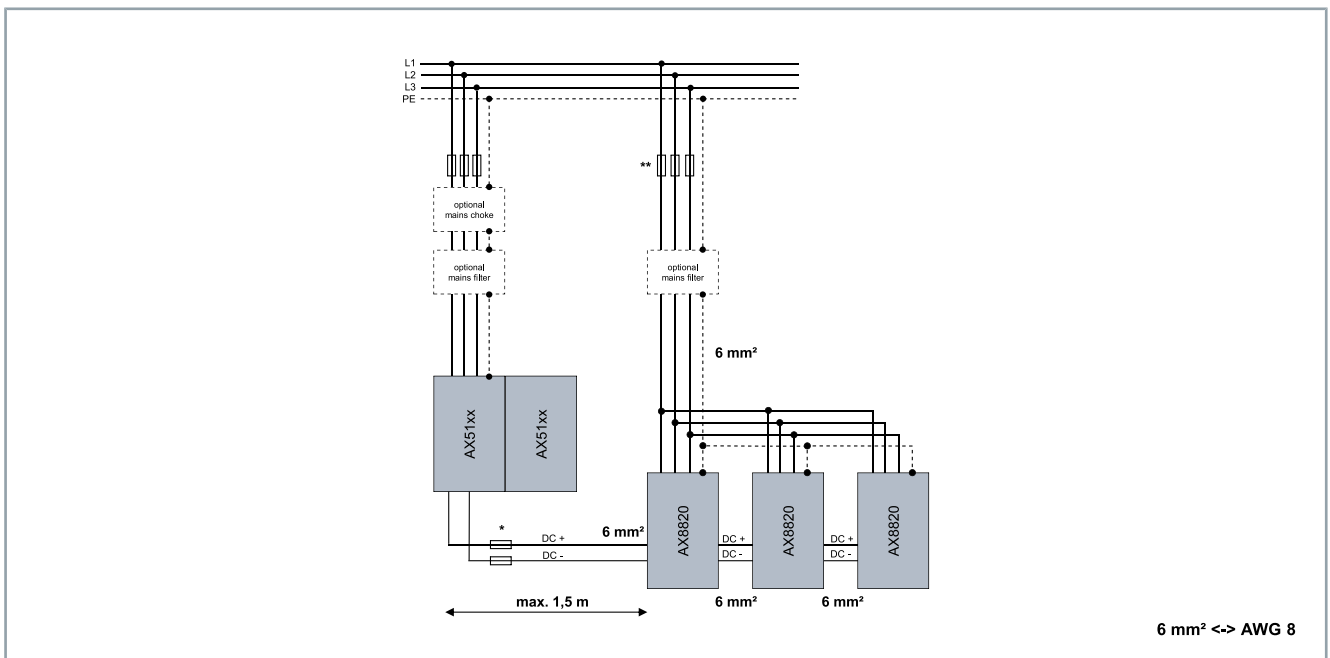 L1
L2
L3
PE
**
optional
mains choke
optional
mains filter
optional
mains filter
6 mm²
AX51xx
AX51xx
AX8820
AX8820
AX8820
*
DC +
6 mm²
DC -
DC +
DC -
DC +
DC -
max. 1,5 m
6 mm²
6 mm²
6 mm² <-> AWG 8